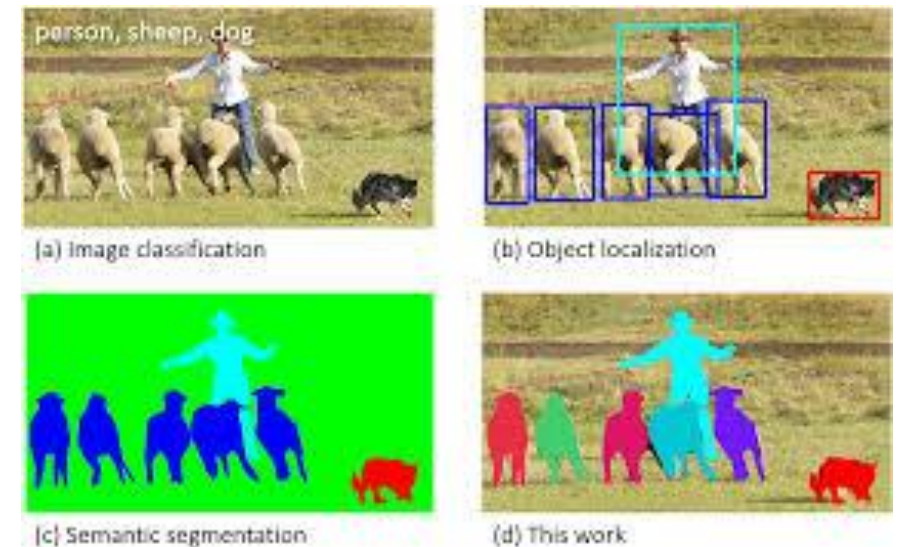 person, sheep, dog
(a) Image classification
(b) Object localization
(c) Semantic segmentation
(d) This work